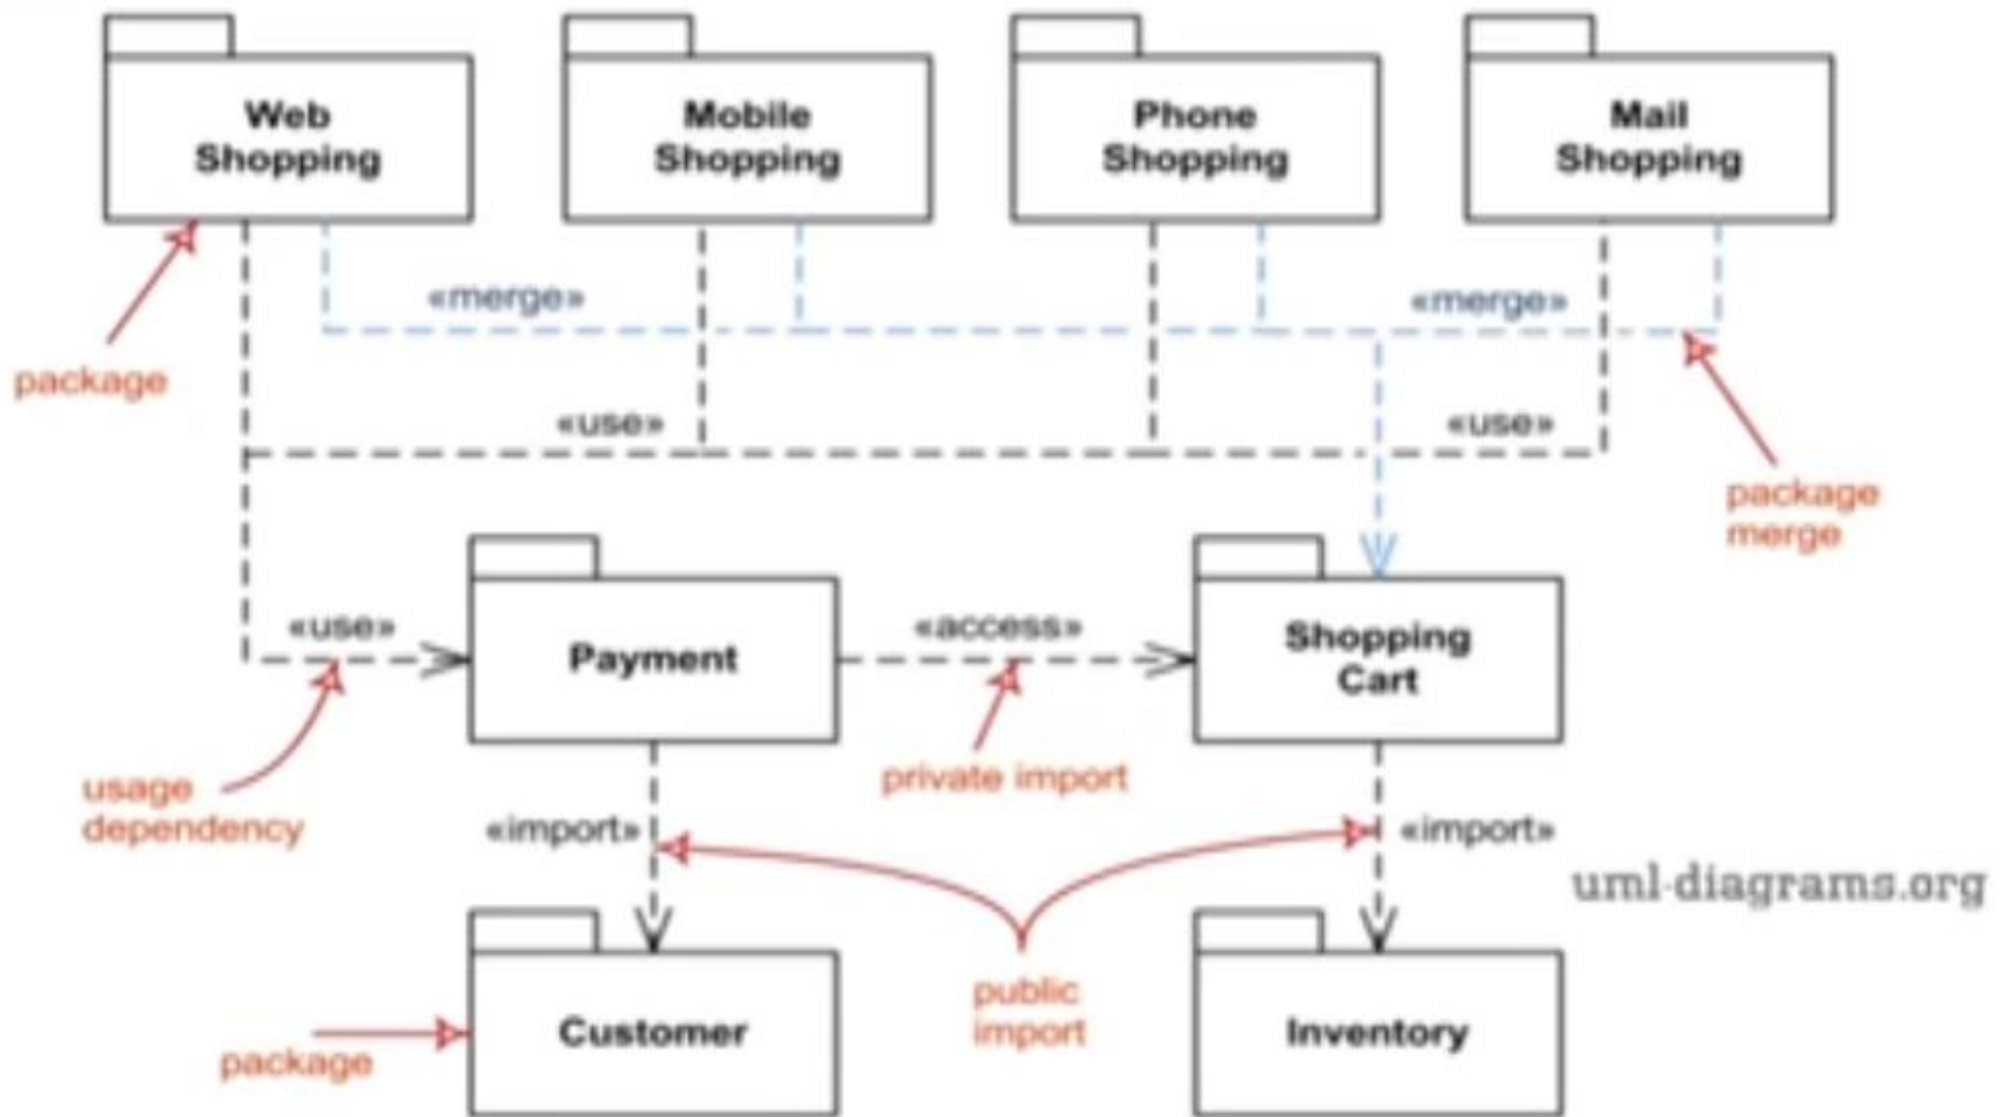 Web
Shopping
Mobile
Shopping
Phone
Shopping
Mail
Shopping
«merge»
«merge»
package
«use»
«use»
package
merge
«use»
Payment
«access»
Shopping
Cart
private import
usage
dependency
«import»
«import»
uml-diagrams.org
public
import
Customer
Inventory
package